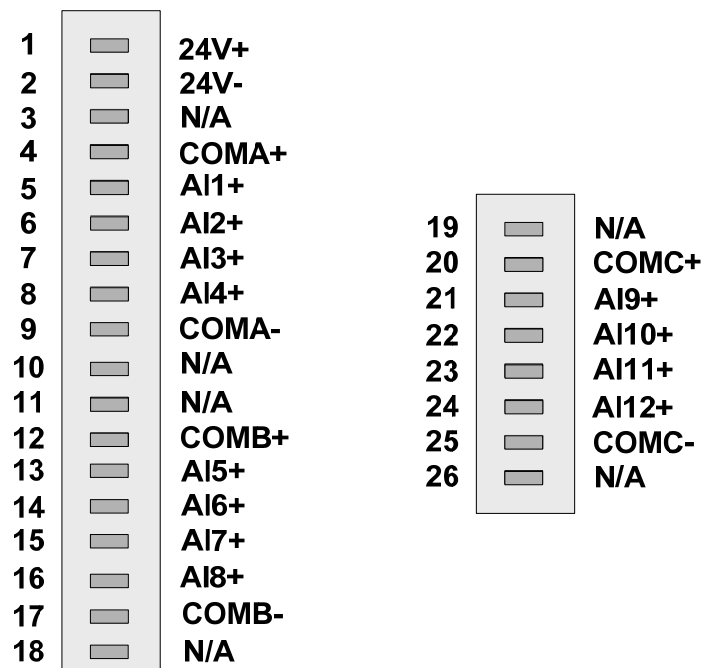 1 24V+
2 24V-
3 N/A
4 COMA+
5 AI1+
6 AI2+
7 AI3+
8 AI4+
9 COMA-
10 N/A
11 N/A
12 COMB+
13 AI5+
14 AI6+
15 AI7+
16 AI8+
17 COMB-
18 N/A
19 N/A
20 COMC+
21 AI9+
22 AI10+
23 AI11+
24 AI12+
25 COMC-
26 N/A